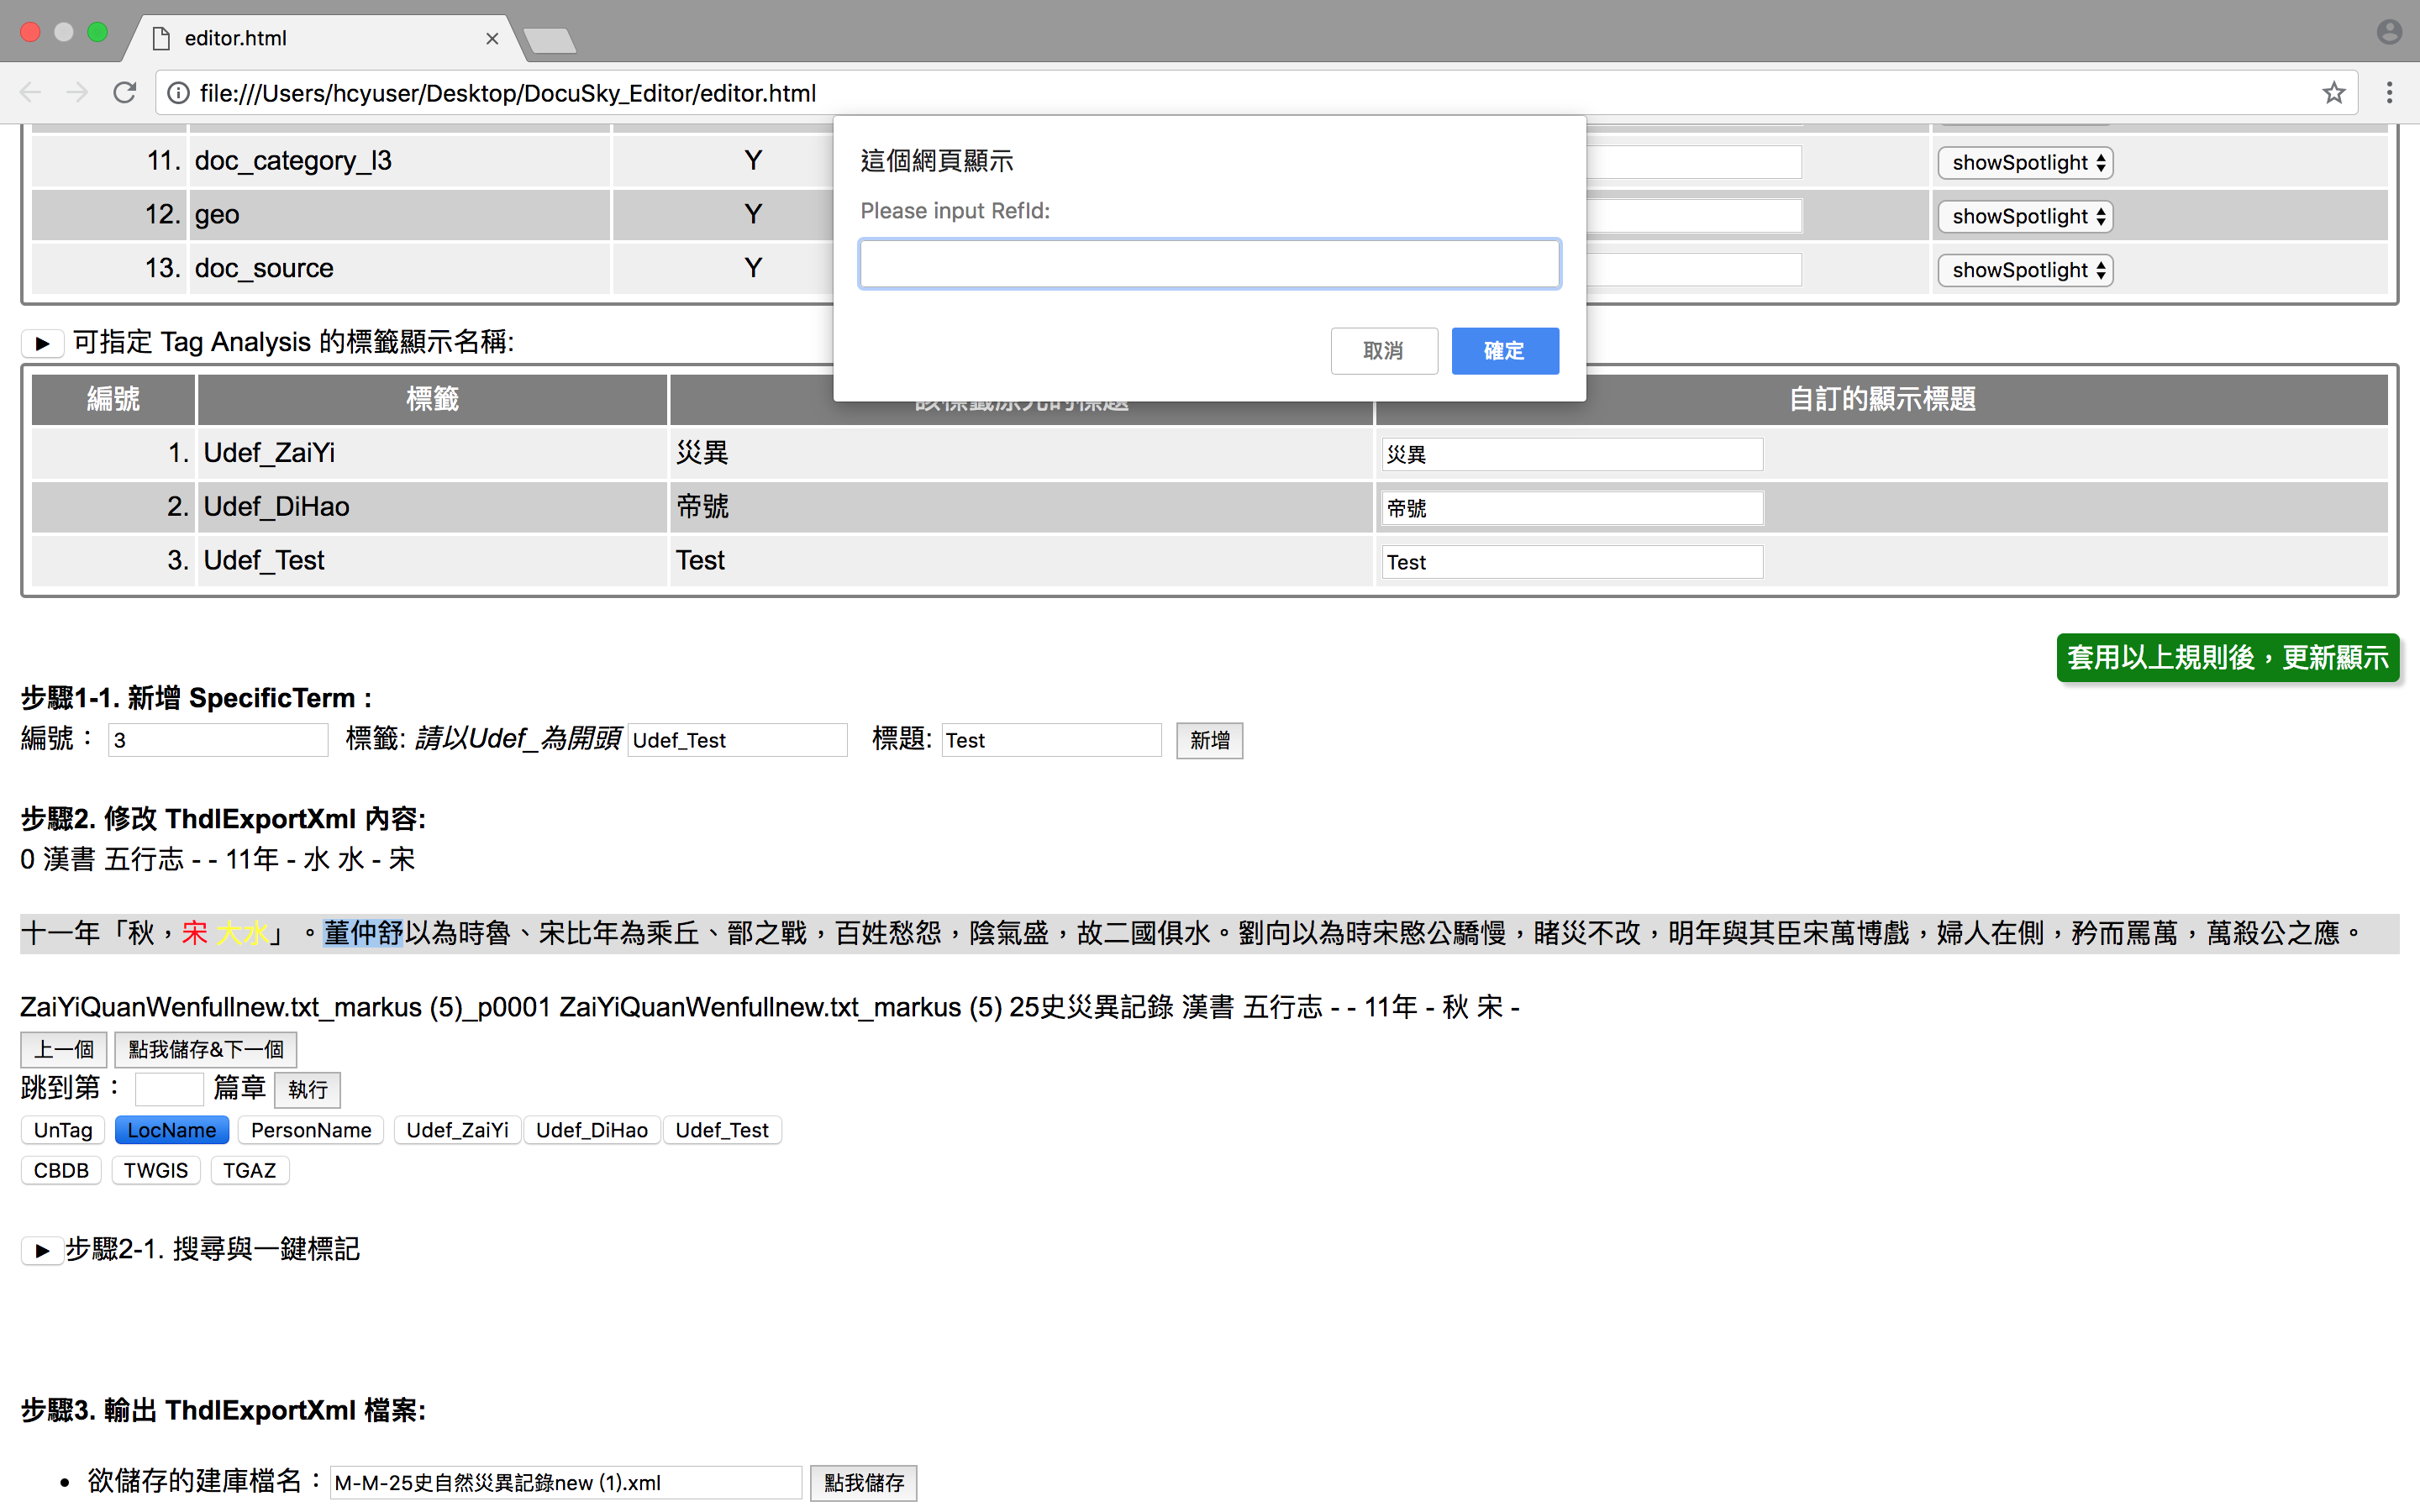 editor.html
file:///Users/hcyuser/Desktop/DocuSky_Editor/editor.html
這個網頁顯示
Please input RefId:
取消 確定
11. doc_category_l3 Y showSpotlight
12. geo Y showSpotlight
13. doc_source Y showSpotlight
可指定 Tag Analysis 的標籤顯示名稱:
編號 標籤 該標籤原先的標題 自訂的顯示標題
1. Udef_ZaiYi 災異 災異
2. Udef_DiHao 帝號 帝號
3. Udef_Test Test Test
套用以上規則後，更新顯示
步驟1-1. 新增 SpecificTerm :
編號： 3 標籤: 請以Udef_為開頭 Udef_Test 標題: Test 新增
步驟2. 修改 ThdlExportXml 內容:
0 漢書 五行志 - - 11年 - 水 水 - 宋
十一年「秋，宋 大水」。董仲舒以為時魯、宋比年為乘丘、鄑之戰，百姓愁怨，陰氣盛，故二國俱水。劉向以為時宋愍公驕慢，睹災不改，明年與其臣宋萬博戲，婦人在側，矜而罵萬，萬殺公之應。
ZaiYiQuanWenfullnew.txt_markus (5)_p0001 ZaiYiQuanWenfullnew.txt_markus (5) 25史災異記錄 漢書 五行志 - - 11年 - 秋 宋 -
上一個 點我儲存&下一個
跳到第： 篇章 執行
UnTag LocName PersonName Udef_ZaiYi Udef_DiHao Udef_Test
CBDB TWGIS TGAZ
步驟2-1. 搜尋與一鍵標記
步驟3. 輸出 ThdlExportXml 檔案:
• 欲儲存的建庫檔名： M-M-25史自然災異記錄new (1).xml 點我儲存